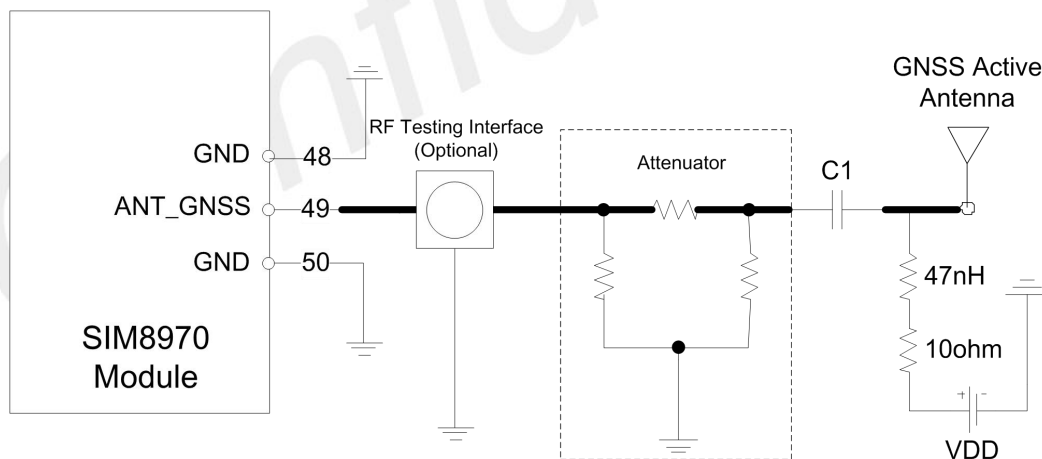 GNSS Active
Antenna
RF Testing Interface
(Optional)
GND
48
Attenuator
C1
ANT_GNSS
49
GND
50
47nH
SIM8970
Module
10ohm
+
-
VDD